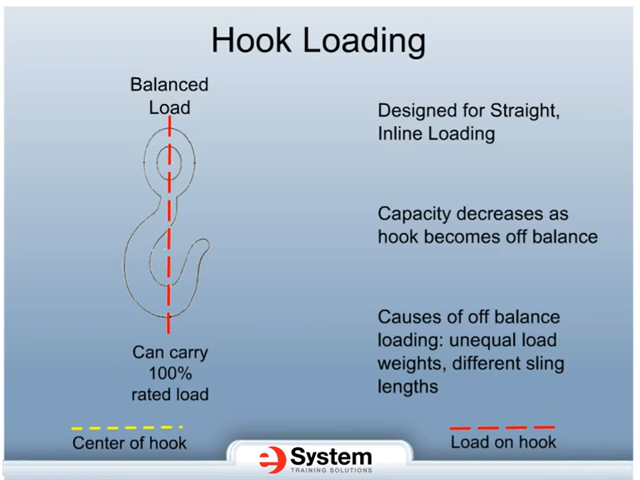 Hook Loading
Balanced
Load
Designed for Straight,
Inline Loading
Capacity decreases as
hook becomes off balance
Causes of off balance
loading: unequal load
weights, different sling
lengths
Can carry
100%
rated load
Center of hook
Load on hook
e System
TRAINING SOLUTIONS